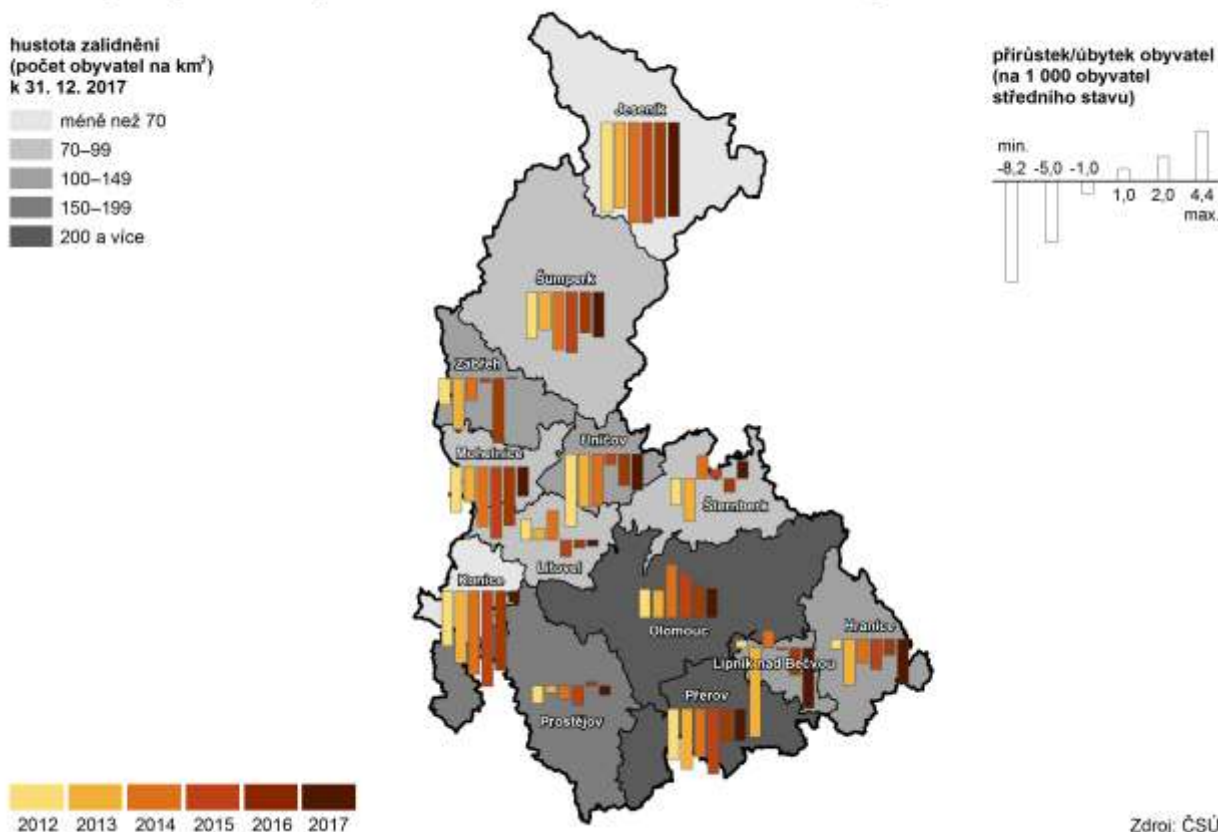 hustota zalidnění
(počet obyvatel na km²)
k 31. 12. 2017
méně než 70
70–99
100–149
150–199
200 a více
přirůstek/úbytek obyvatel
(na 1 000 obyvatel
středního stavu)
min.
-8,2 -5,0 -1,0
1,0 2,0 4,4
max.
Jeseník
Šumperk
Zábřeh
Uničov
Mohelnice
Šternberk
Litovel
Konice
Olomouc
Hranice
Lipník nad Bečvou
Přerov
Prostějov
2012 2013 2014 2015 2016 2017
Zdroj: ČSÚ